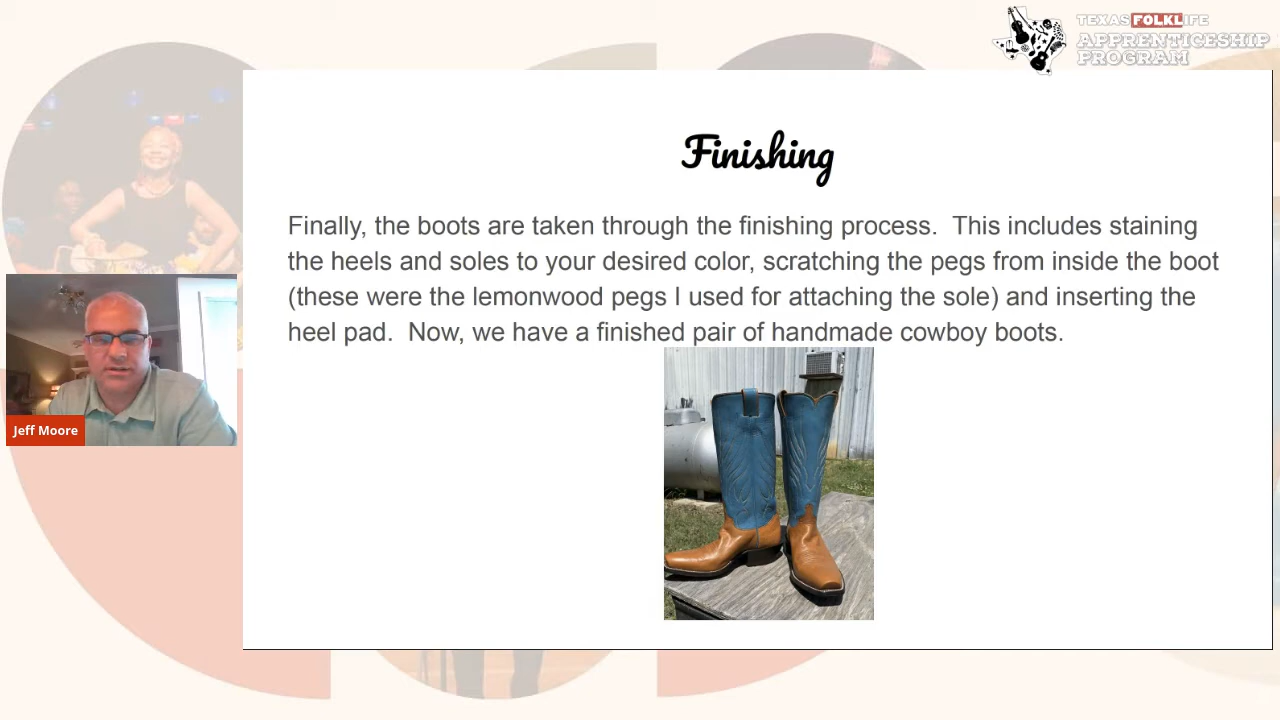 TEXAS FOLKLIFE
APPRENTICESHIP
PROGRAM
Finishing
Finally, the boots are taken through the finishing process.  This includes staining
the heels and soles to your desired color, scratching the pegs from inside the boot
(these were the lemonwood pegs I used for attaching the sole) and inserting the
heel pad.  Now, we have a finished pair of handmade cowboy boots.
Jeff Moore